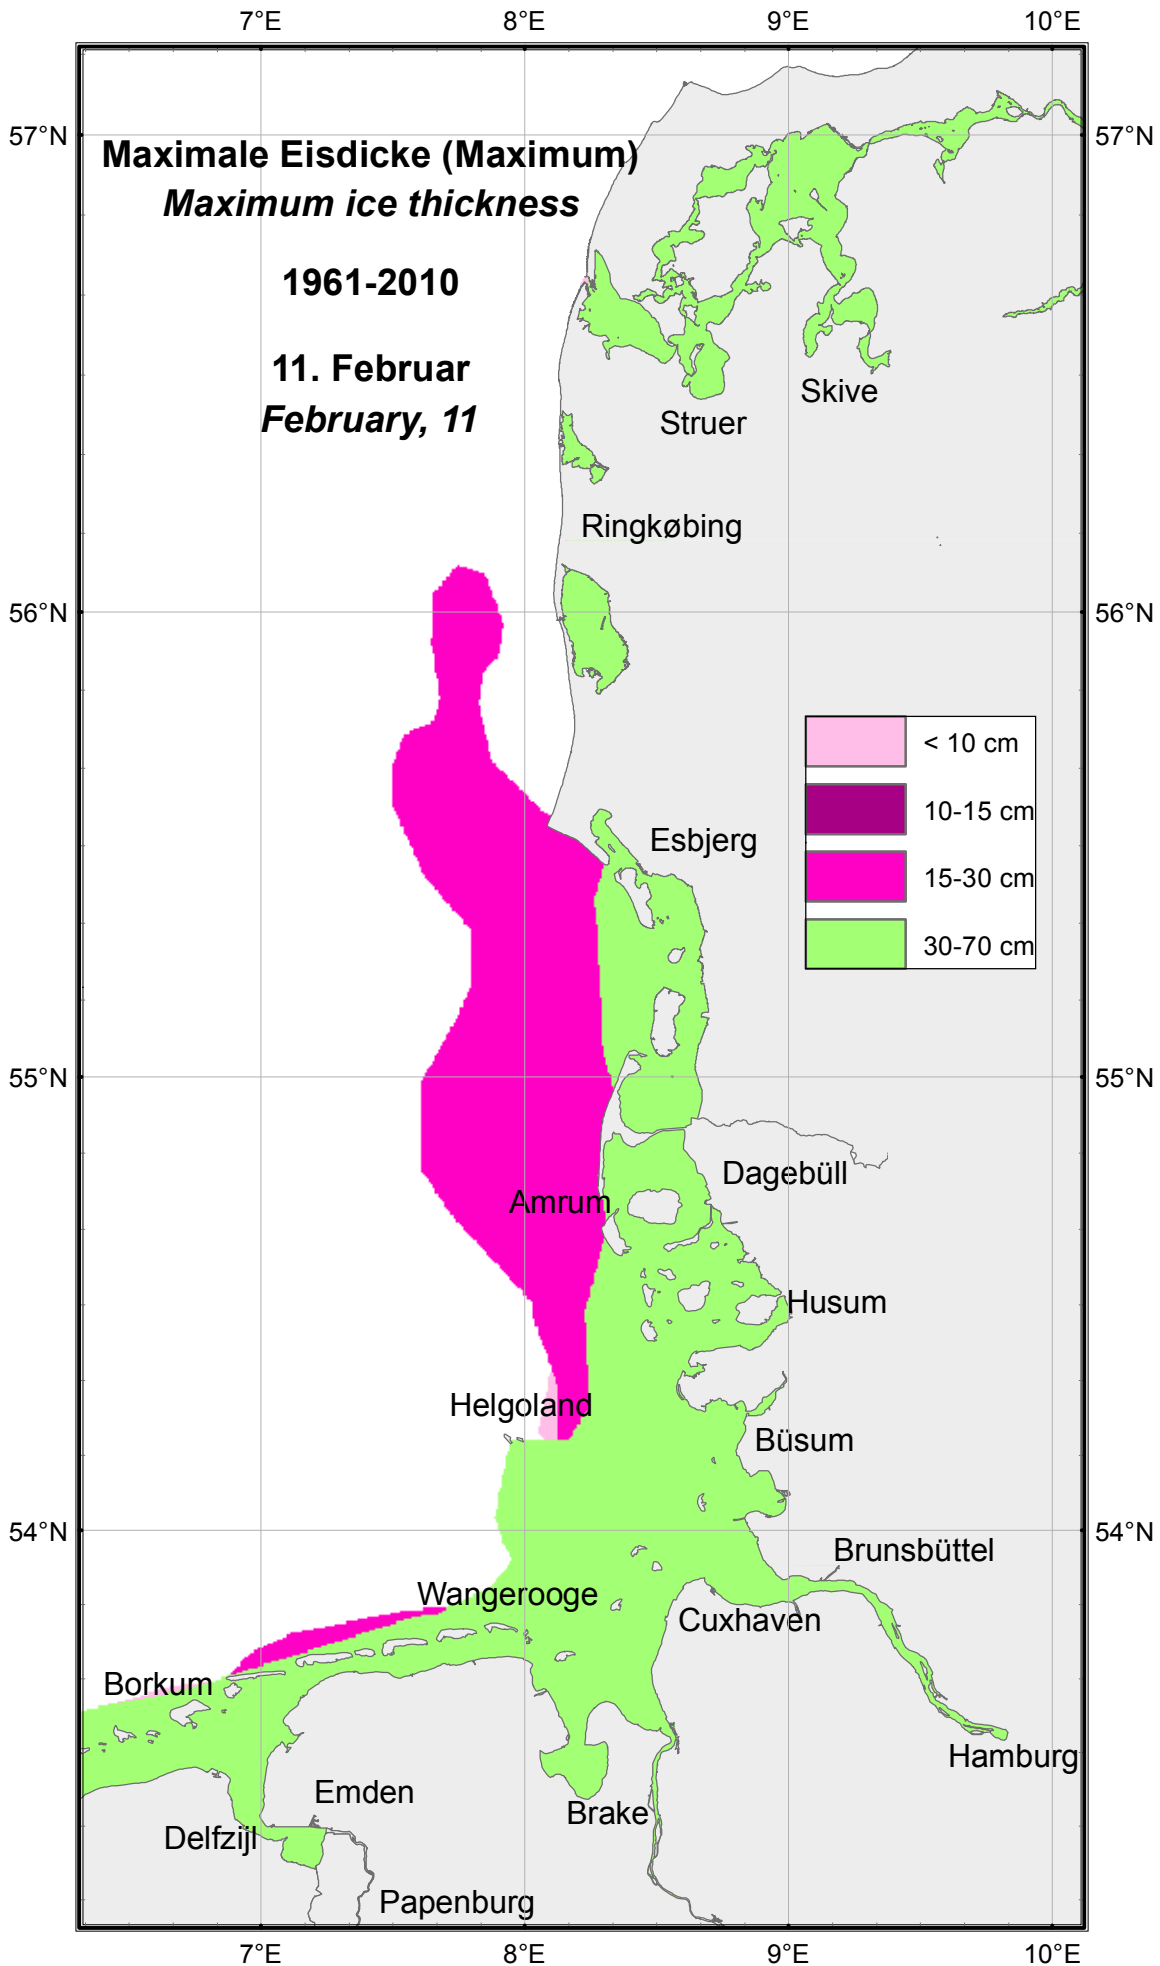 7°E 8°E 9°E 10°E
57°N 57°N
Maximale Eisdicke (Maximum)
Maximum ice thickness
1961-2010
11. Februar
February, 11
Skive
Struer
Ringkøbing
56°N 56°N
< 10 cm
10-15 cm
Esbjerg
15-30 cm
30-70 cm
55°N 55°N
Dagebüll
Amrum
Husum
Helgoland
Büsum
54°N 54°N
Brunsbüttel
Wangerooge
Cuxhaven
Borkum
Hamburg
Emden
Brake
Delfzijl
Papenburg
7°E 8°E 9°E 10°E